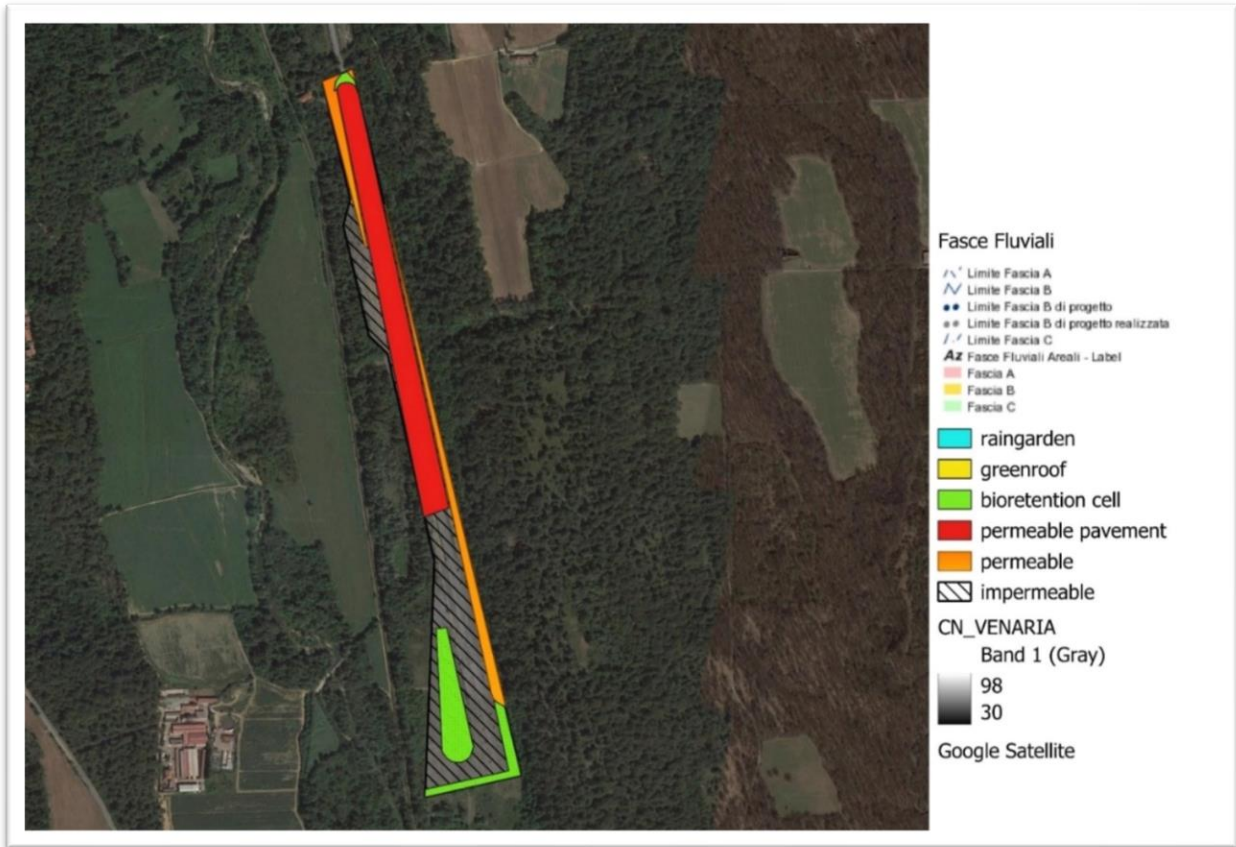 Fasce Fluviali
Limite Fascia A
Limite Fascia B
Limite Fascia B di progetto
Limite Fascia B di progetto realizzata
Limite Fascia C
Az Fasce Fluviali Areali - Label
Fascia A
Fascia B
Fascia C
raingarden
greenroof
bioretention cell
permeable pavement
permeable
impermeable
CN_VENARIA
Band 1 (Gray)
98
30
Google Satellite